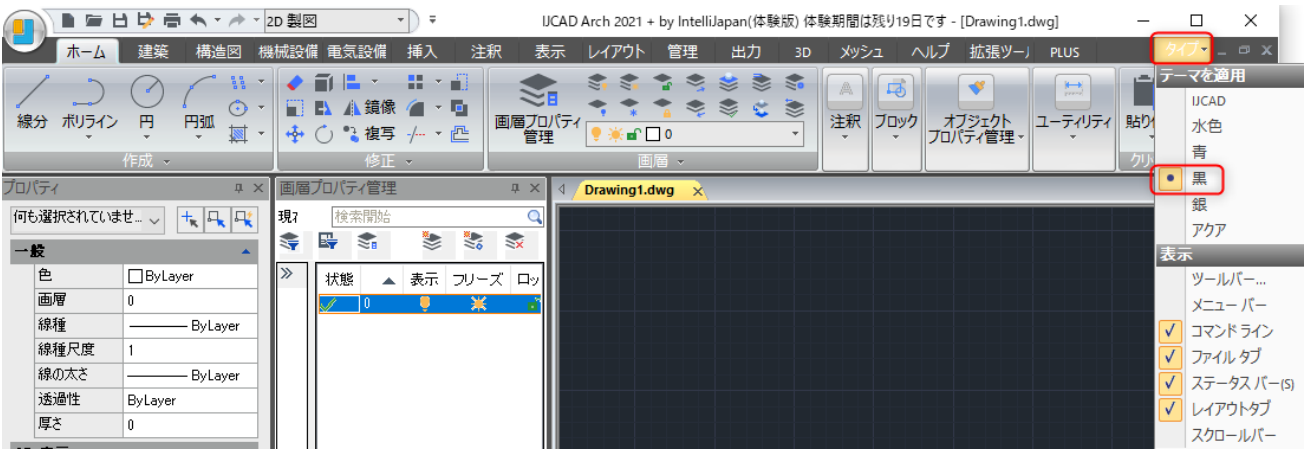 2D 製図
IJCAD Arch 2021 + by IntelliJapan(体験版) 体験期間は残り19日です - [Drawing1.dwg]
ホーム 建築 構造図 機械設備 電気設備 挿入 注釈 表示 レイアウト 管理 出力 3D メッシュ ヘルプ 拡張ツー PLUS タイプ
線分 ポリライン 円 円弧
鏡像
複写
画層プロパティ
管理
0
注釈 ブロック オブジェクト
プロパティ管理
ユーティリティ 貼り
作成 修正 画層 クリ
プロパティ
何も選択されていませ...
一般
色 ByLayer
画層 0
線種 ByLayer
線種尺度 1
線の太さ ByLayer
透過性 ByLayer
厚さ 0
画層プロパティ管理
検索開始
状態 表示 フリーズ ロッ
0
Drawing1.dwg
テーマを適用
IJCAD
水色
青
黒
銀
アクア
表示
ツールバー...
メニュー バー
コマンド ライン
ファイル タブ
ステータス バー(S)
レイアウトタブ
スクロールバー